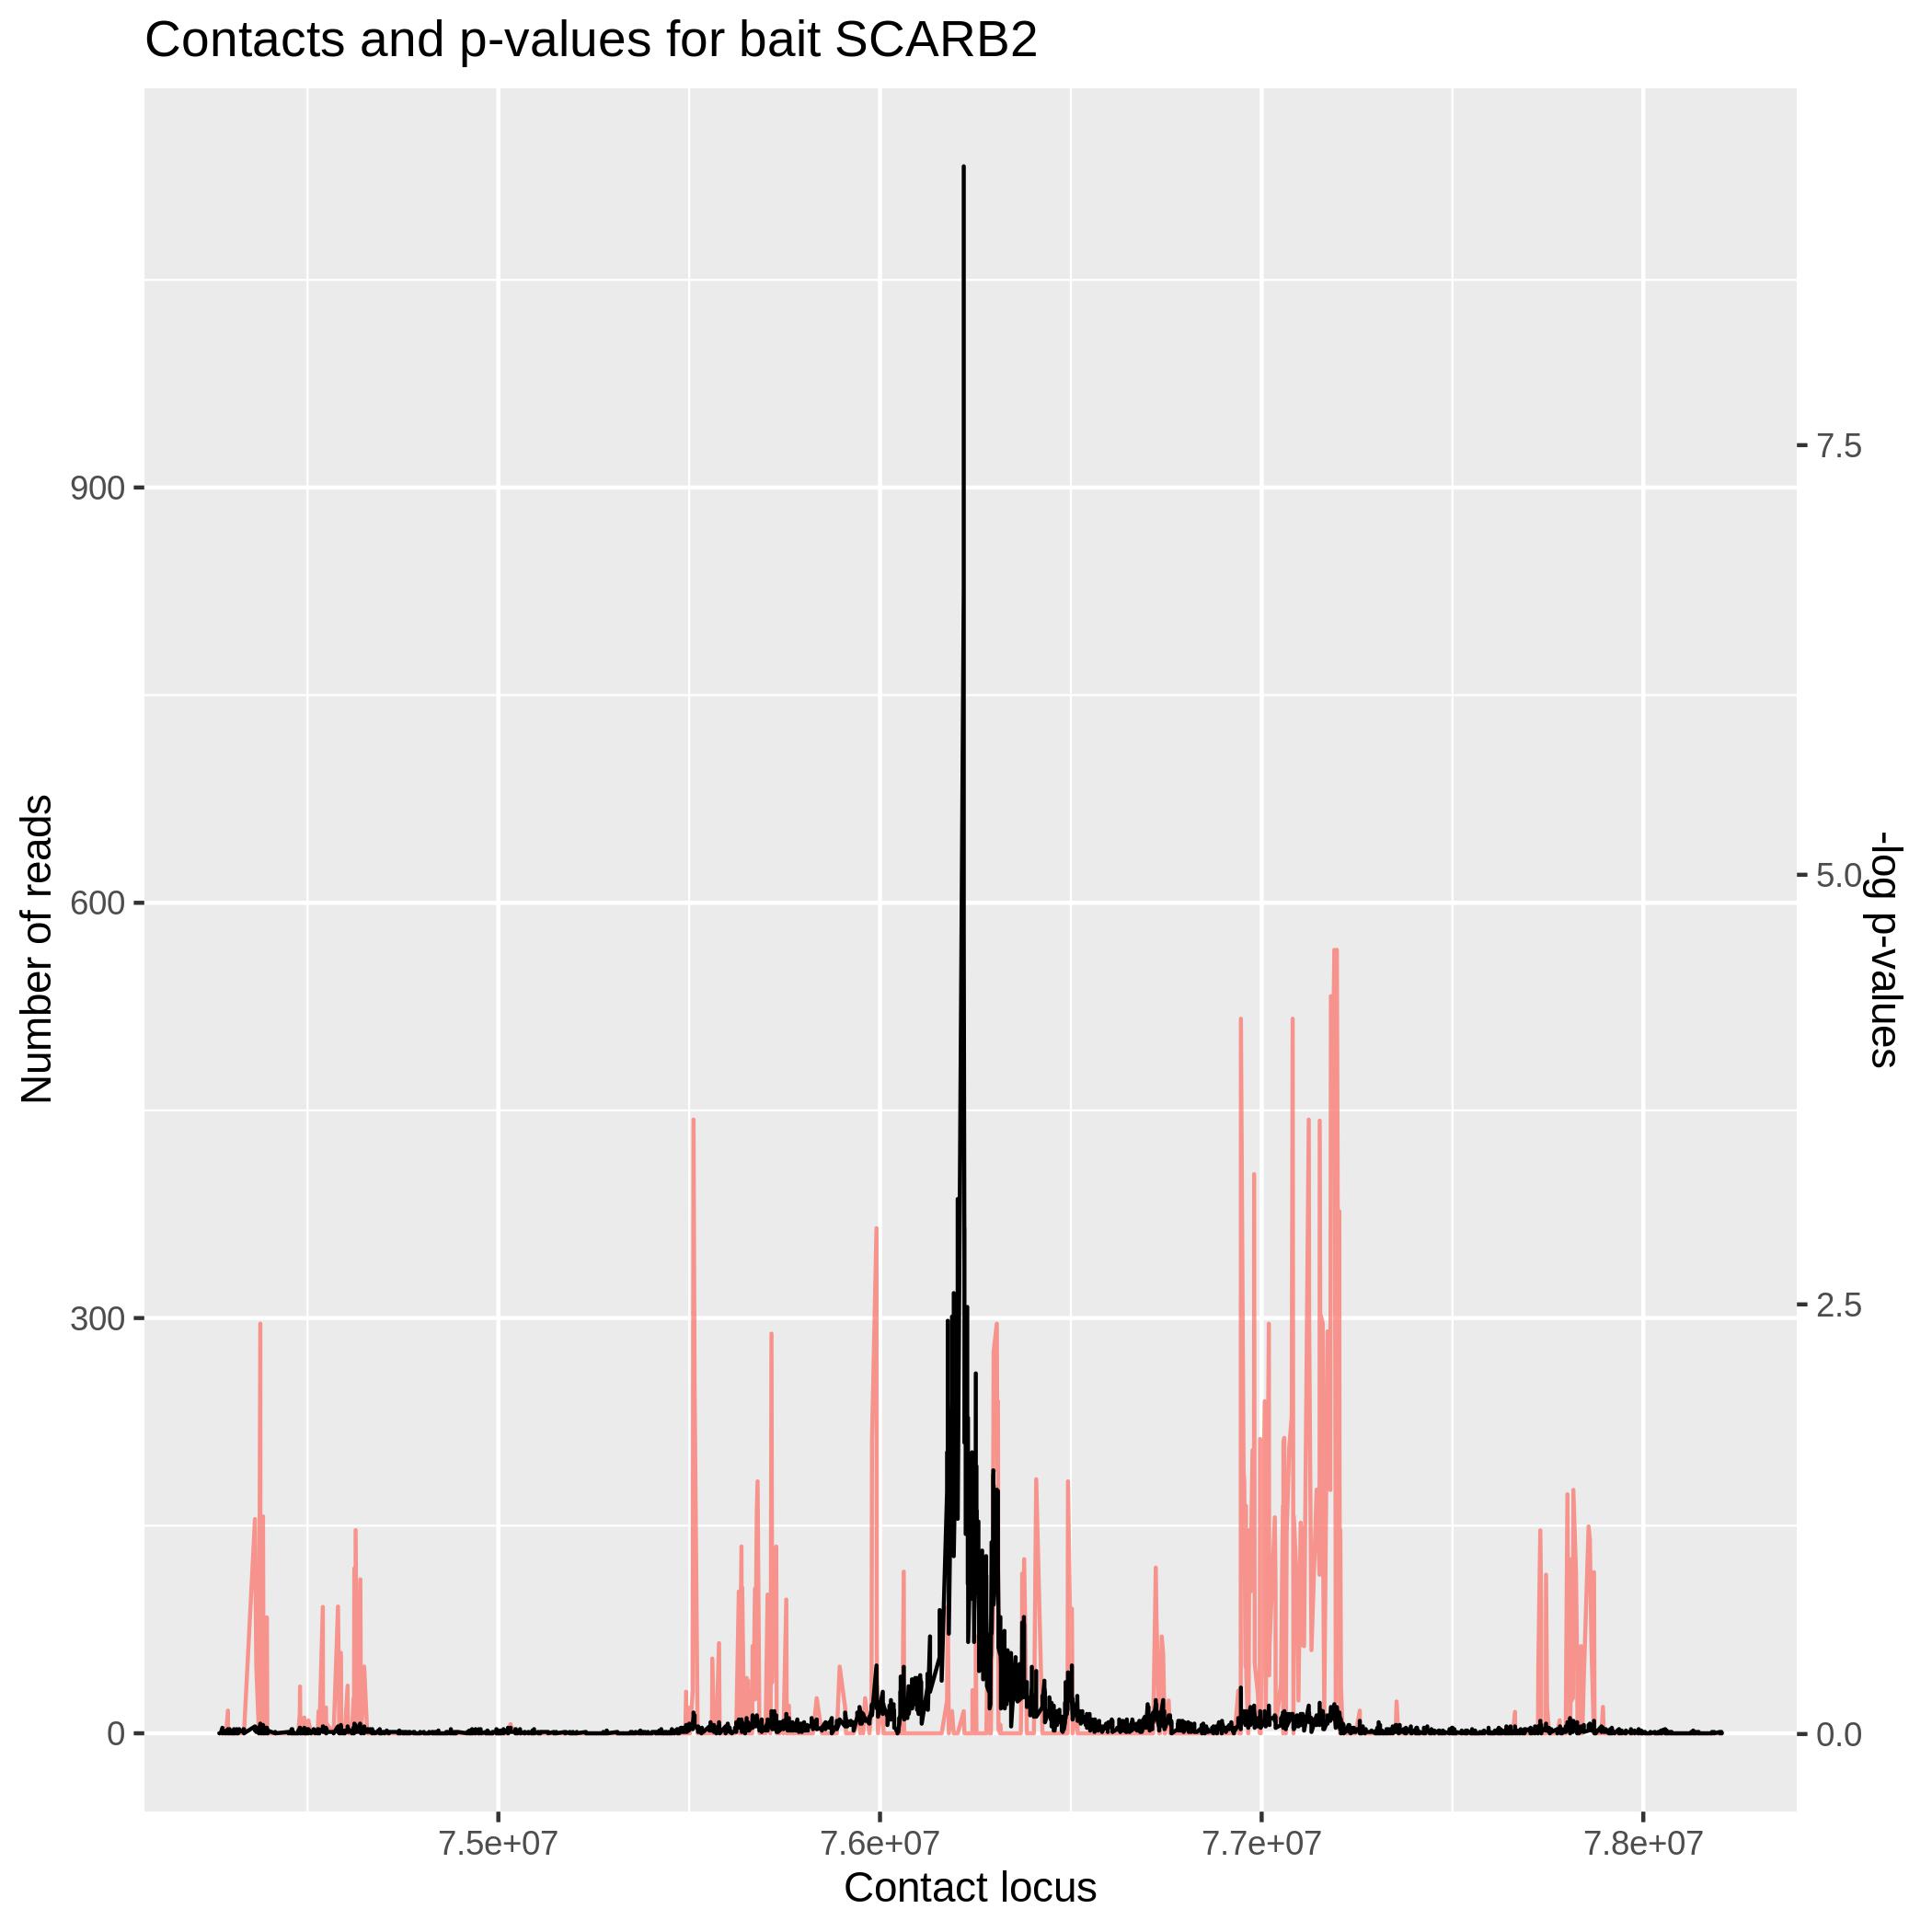 Contacts and p-values for bait SCARB2
Number of reads
900
600
300
0
7.5
5.0
2.5
0.0
-log p-values
7.5e+07 7.6e+07 7.7e+07 7.8e+07
Contact locus